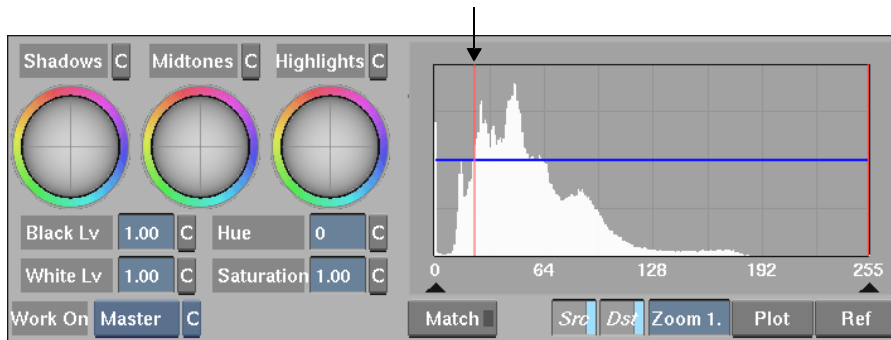 Shadows C Midtones C Highlights C
Black Lv 1.00 C Hue 0 C
White Lv 1.00 C Saturation 1.00 C
0 64 128 192 255
Work On Master C Match Src Dst Zoom 1. Plot Ref